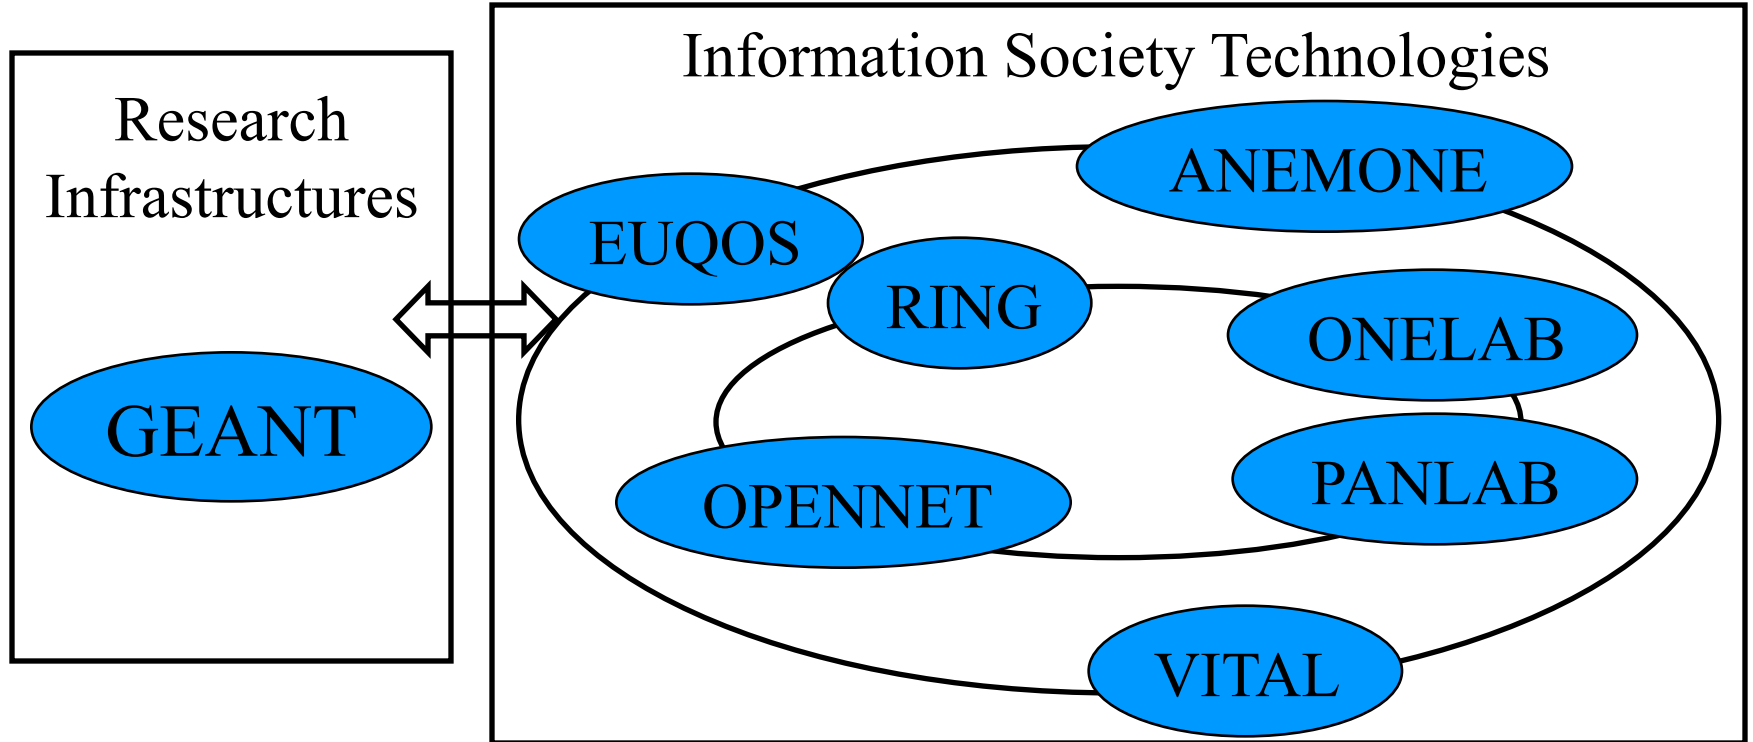 Research
Infrastructures
GEANT
Information Society Technologies
ANEMONE
EUQOS
RING
ONELAB
PANLAB
OPENNET
VITAL